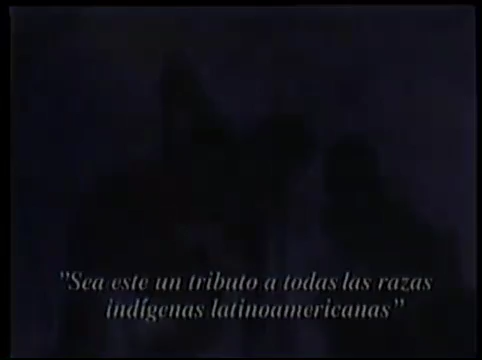 "Sea este un tributo a todas las razas
indígenas latinoamericanas"